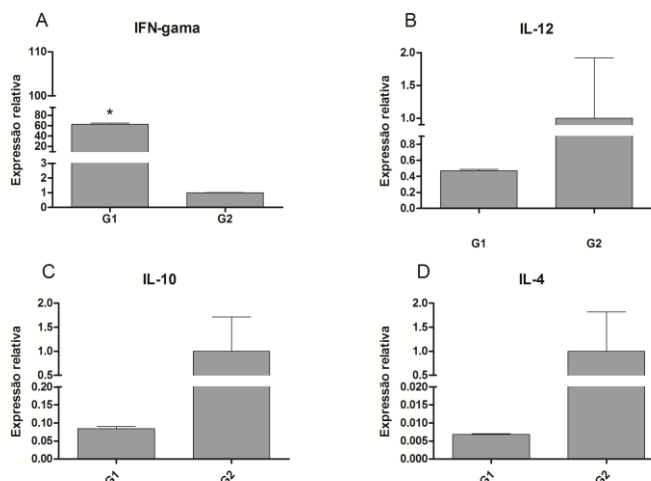 A
IFN-gama
Expressão relativa
110
100
80
60
40
20
3
2
1
0
*
G1
G2
B
IL-12
Expressão relativa
2.0
1.5
1.0
0.8
0.6
0.4
0.2
0.0
G1
G2
C
IL-10
Expressão relativa
2.0
1.5
1.0
0.5
0.20
0.15
0.10
0.05
0.00
G1
G2
D
IL-4
Expressão relativa
2.0
1.5
1.0
0.5
0.020
0.015
0.010
0.005
0.000
G1
G2